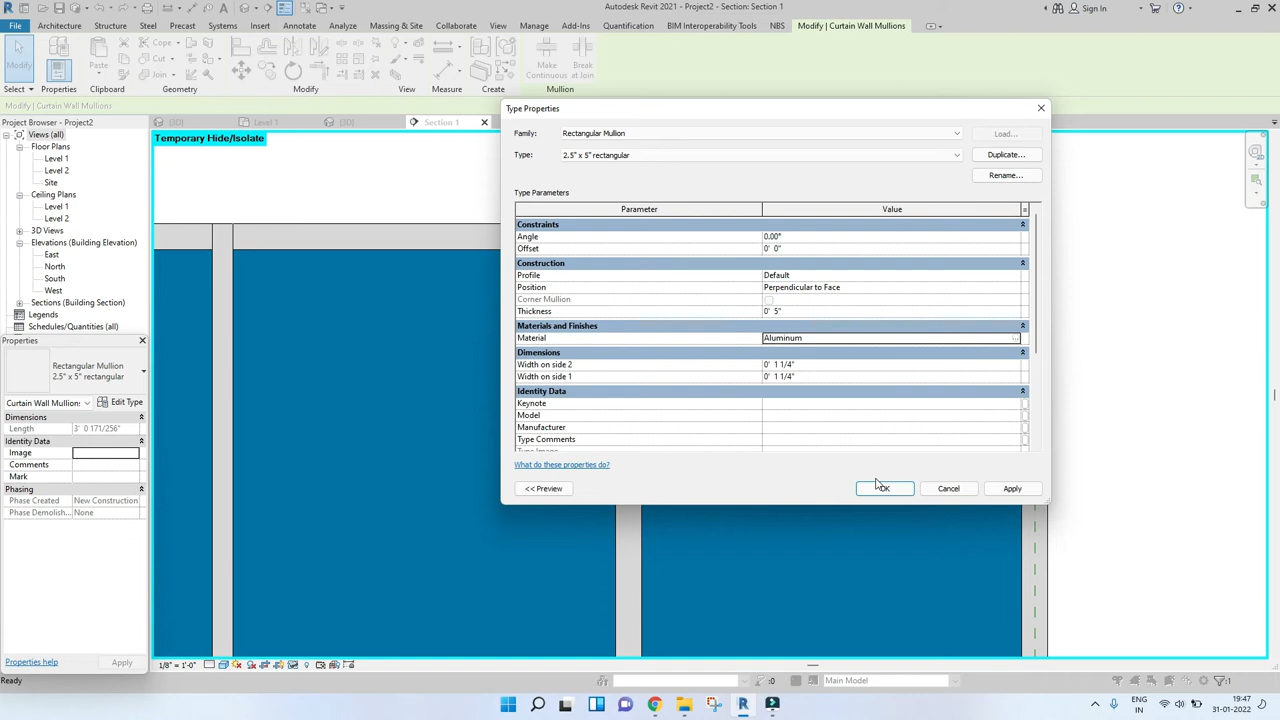 Autodesk Revit 2021 - Project2 - Section: Section 1
Sign In
File Architecture Structure Steel Precast Systems Insert Annotate Analyze Massing & Site Collaborate View Manage Add-Ins Quantification BIM Interoperability Tools NBS Modify | Curtain Wall Mullions
Modify Paste Cope Cut Join Make Continuous Break at Join
Select Properties Clipboard Geometry Modify View Measure Create Mullion
Modify | Curtain Wall Mullions
Project Browser - Project2
{3D} Level 1 {3D} Section 1
Views (all)
Floor Plans
Level 1
Level 2
Site
Ceiling Plans
Level 1
Level 2
3D Views
Elevations (Building Elevation)
East
North
South
West
Sections (Building Section)
Legends
Schedules/Quantities (all)
Properties
Rectangular Mullion
2.5" x 5" rectangular
Curtain Wall Mullions Edit Type
Dimensions
Length 3' 0 171/256"
Identity Data
Image
Comments
Mark
Phasing
Phase Created New Construction
Phase Demolish... None
Properties help Apply
Temporary Hide/Isolate
Type Properties
Family: Rectangular Mullion Load...
Type: 2.5" x 5" rectangular Duplicate...
Rename...
Type Parameters
Parameter Value =
Constraints
Angle 0.00°
Offset 0' 0"
Construction
Profile Default
Position Perpendicular to Face
Corner Mullion
Thickness 0' 5"
Materials and Finishes
Material Aluminum
Dimensions
Width on side 2 0' 1 1/4"
Width on side 1 0' 1 1/4"
Identity Data
Keynote
Model
Manufacturer
Type Comments
Type Image
What do these properties do?
<< Preview OK Cancel Apply
1/8" = 1'-0"
Ready :0 Main Model :1
ENG
IN
19:47
31-01-2022